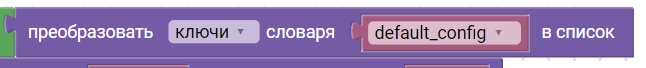 преобразовать ключи словаря default_config в список